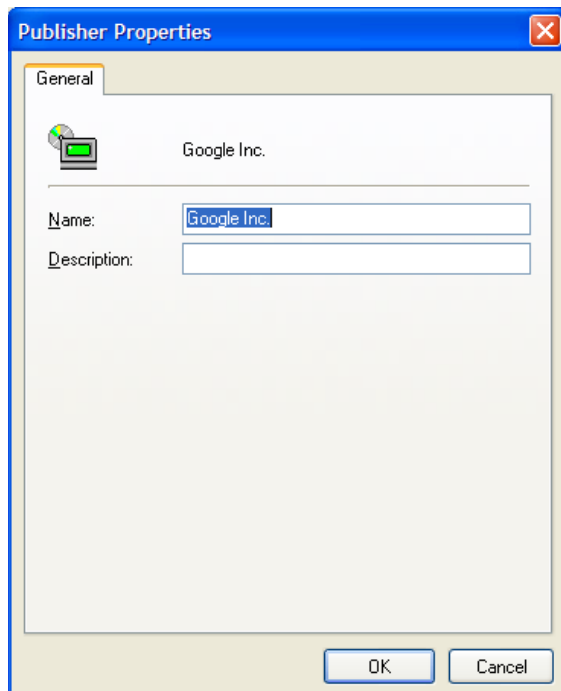 Publisher Properties
General
Google Inc.
Name: Google Inc.
Description:
OK Cancel